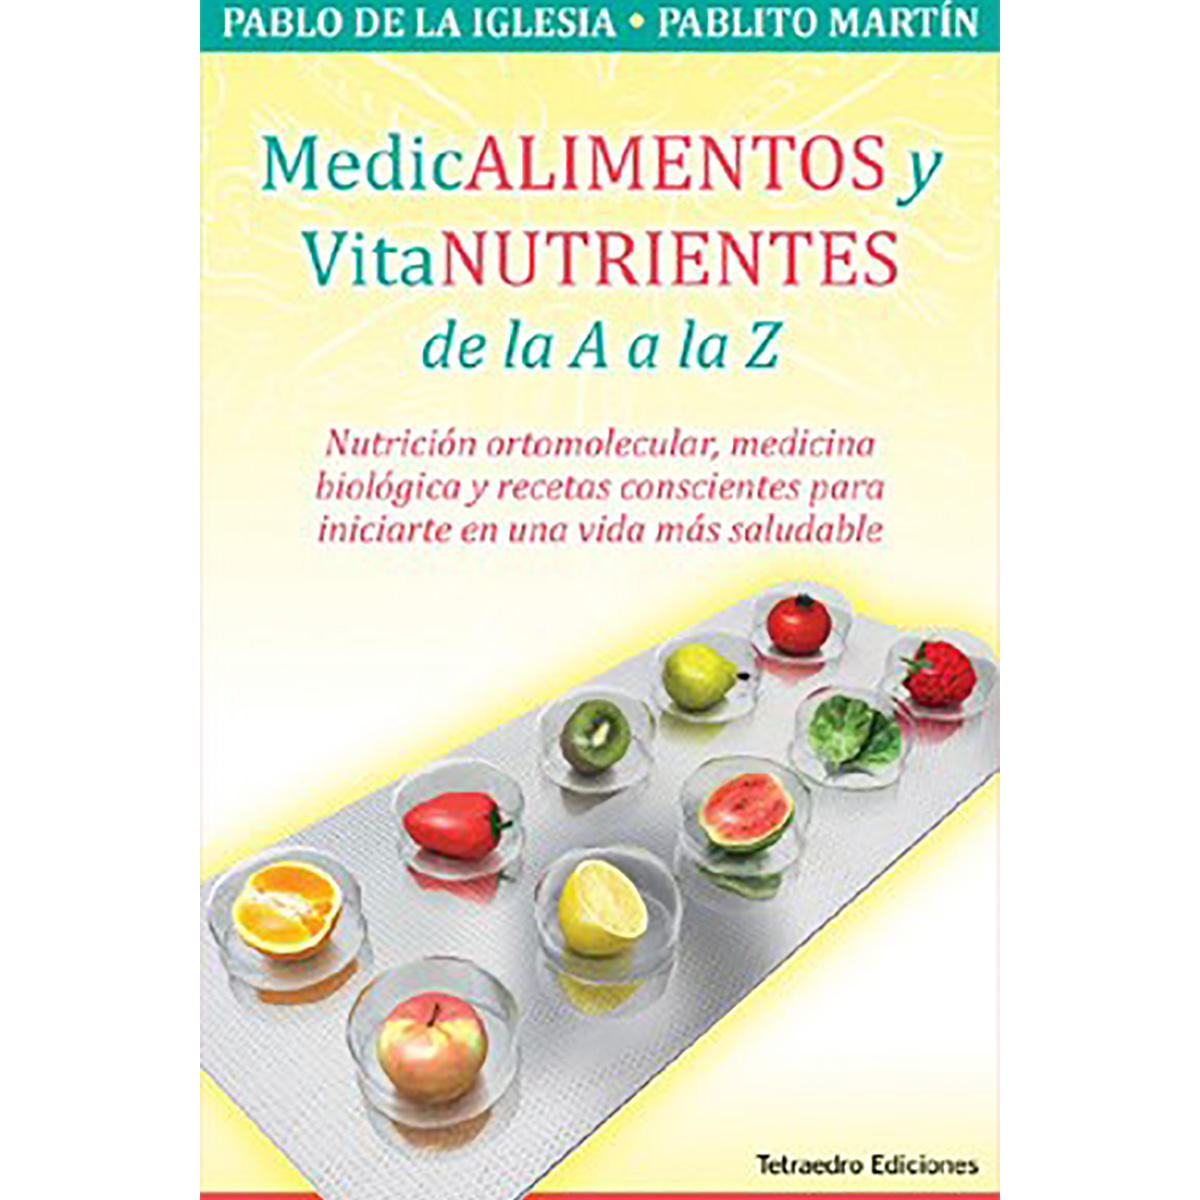 PABLO DE LA IGLESIA • PABLITO MARTÍN
MedicALIMENTOS y
VitaNUTRIENTES
de la A a la Z
Nutrición ortomolecular, medicina
biológica y recetas conscientes para
iniciarte en una vida más saludable
Tetraedro Ediciones